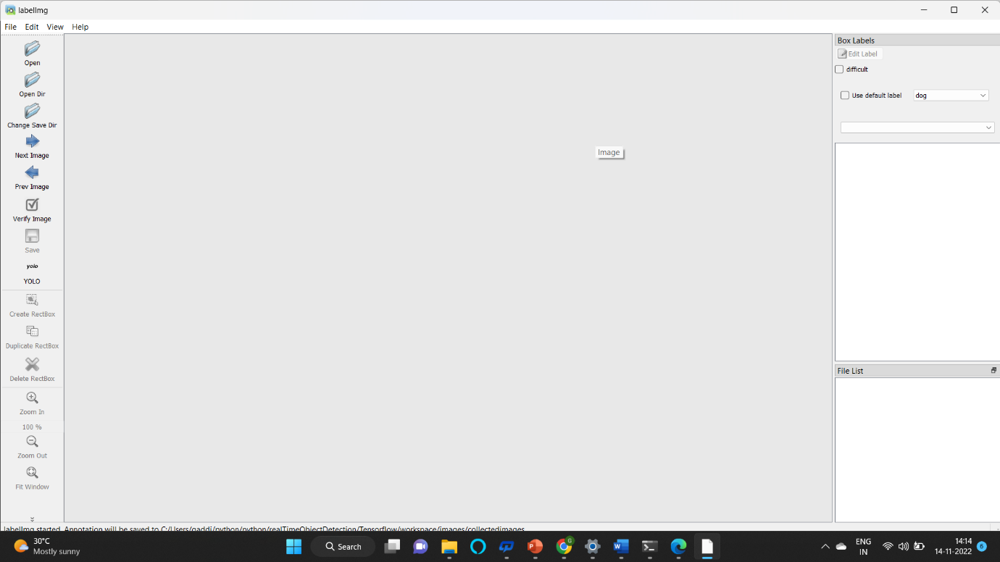 labelImg
File Edit View Help
Open
Open Dir
Change Save Dir
Next Image
Prev Image
Verify Image
Save
yolo
YOLO
Create RectBox
Duplicate RectBox
Delete RectBox
Zoom In
100 %
Zoom Out
Fit Window
Image
Box Labels
Edit Label
difficult
Use default label dog
File List
labelImg started. Annotation will be saved to C:/Users/gaddi/python/python/realTimeObjectDetection/Tensorflow/workspace/images/collectedimages
30°C
Mostly sunny
Search
G
ENG
IN
14:14
14-11-2022
6